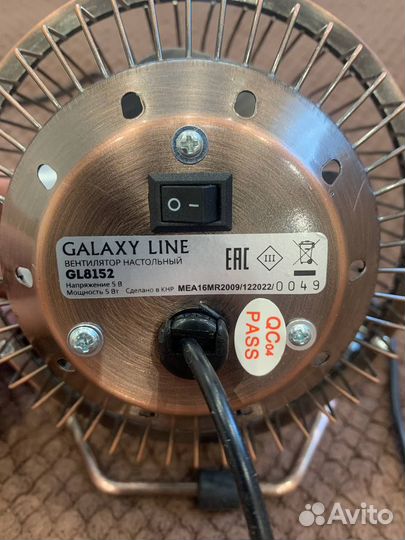 O –
GALAXY LINE
ВЕНТИЛЯТОР НАСТОЛЬНЫЙ
GL8152
Напряжение 5 В
Мощность 5 Вт Сделано в КНР MEA16MR2009/122022/0049
EAC
III
QC04
PASS
Avito